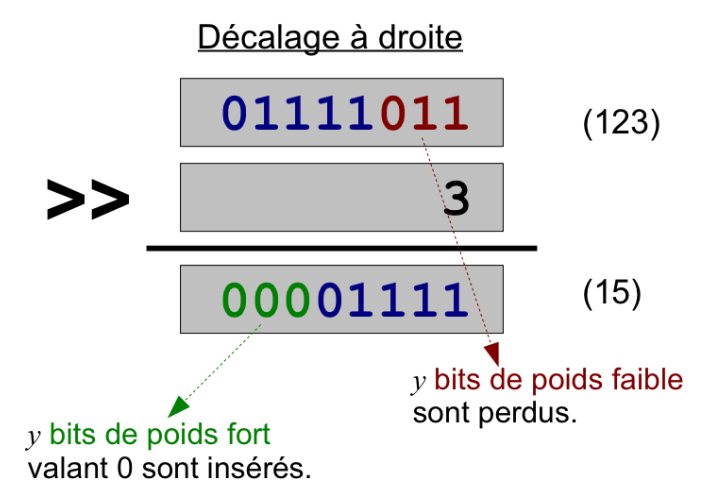 Décalage à droite
01111011 (123)
>> 3
00001111 (15)
y bits de poids faible
sont perdus.
y bits de poids fort
valant 0 sont insérés.